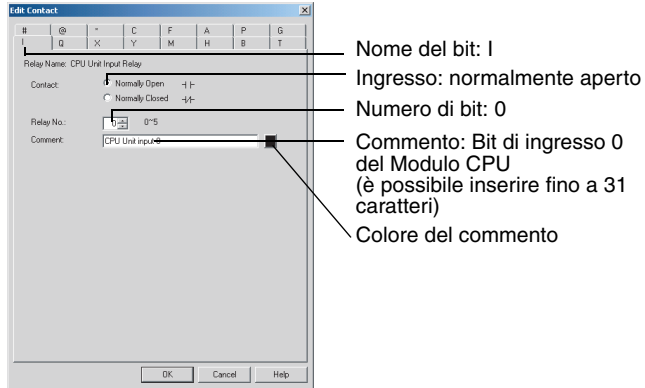 Edit Contact
# @ " C F A P G
I Q X Y M H B T
Relay Name: CPU Unit Input Relay
Contact: Normally Open
Normally Closed
Relay No.: 0 0~5
Comment: CPU Unit input 0
OK Cancel Help
Nome del bit: I
Ingresso: normalmente aperto
Numero di bit: 0
Commento: Bit di ingresso 0
del Modulo CPU
(è possibile inserire fino a 31
caratteri)
Colore del commento